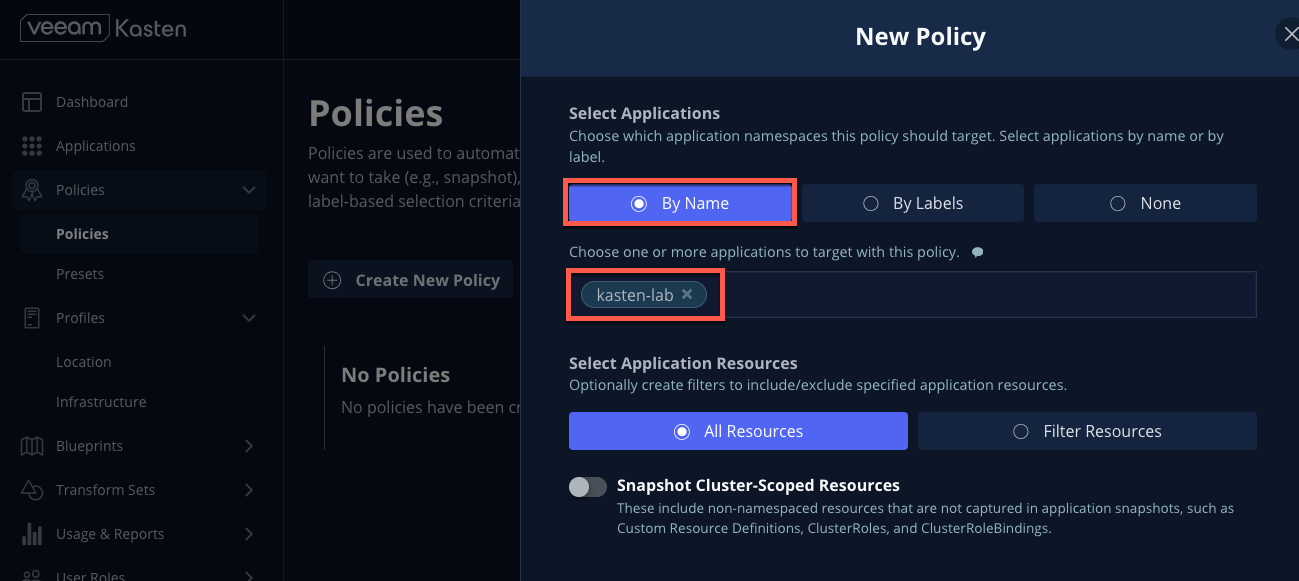 veeam Kasten
Dashboard
Applications
Policies
Policies
Presets
Profiles
Location
Infrastructure
Blueprints
Transform Sets
Usage & Reports
User Roles
Policies
Policies are used to automat
want to take (e.g., snapshot),
label-based selection criteria
Create New Policy
No Policies
No policies have been cr
New Policy
Select Applications
Choose which application namespaces this policy should target. Select applications by name or by
label.
By Name
By Labels
None
Choose one or more applications to target with this policy.
kasten-lab
Select Application Resources
Optionally create filters to include/exclude specified application resources.
All Resources
Filter Resources
Snapshot Cluster-Scoped Resources
These include non-namespaced resources that are not captured in application snapshots, such as
Custom Resource Definitions, ClusterRoles, and ClusterRoleBindings.